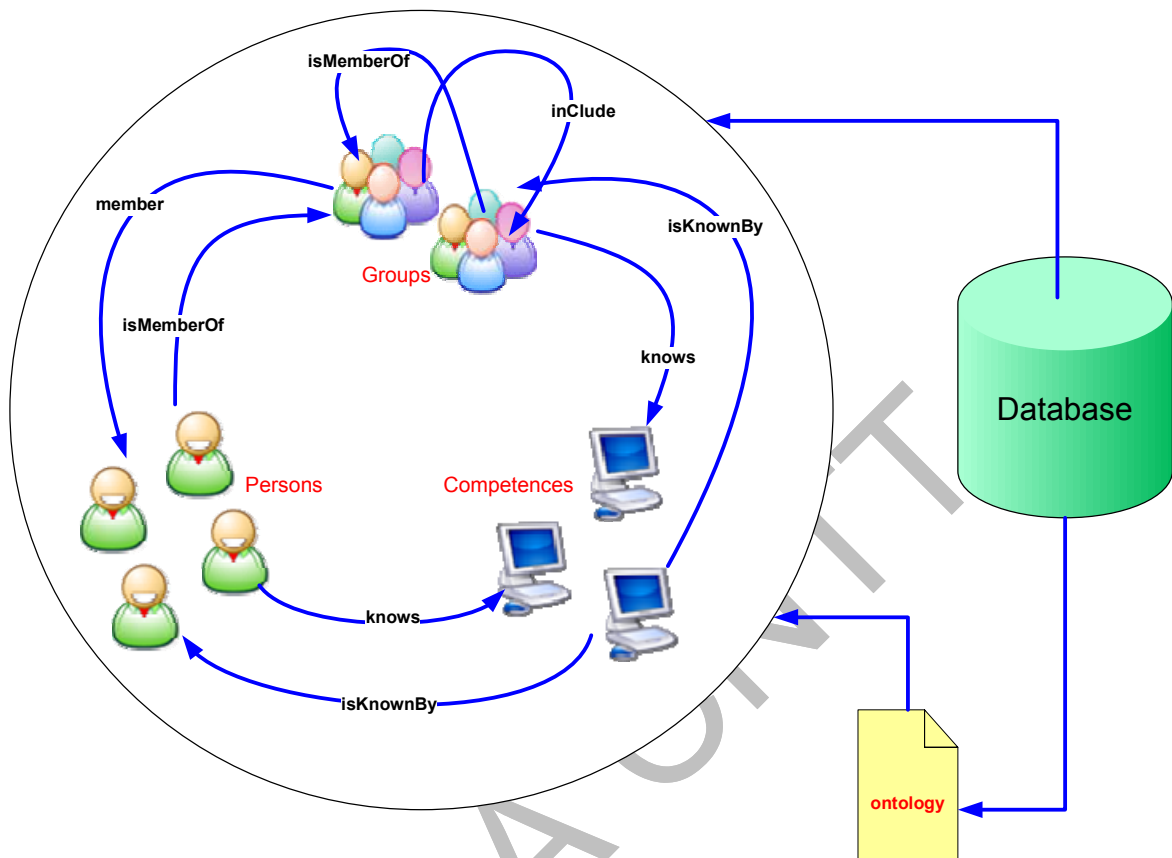 isMemberOf
inClude
member
isKnownBy
Groups
isMemberOf
knows
Database
Persons
Competences
knows
isKnownBy
ontology